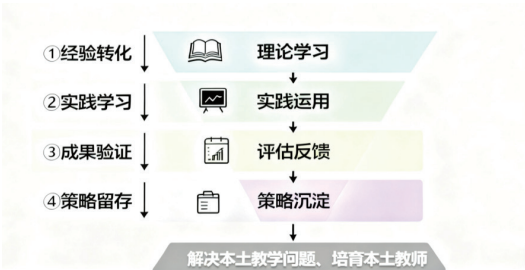 ①经验转化 理论学习
②实践学习 实践运用
③成果验证 评估反馈
④策略留存 策略沉淀
解决本土教学问题、培育本土教师